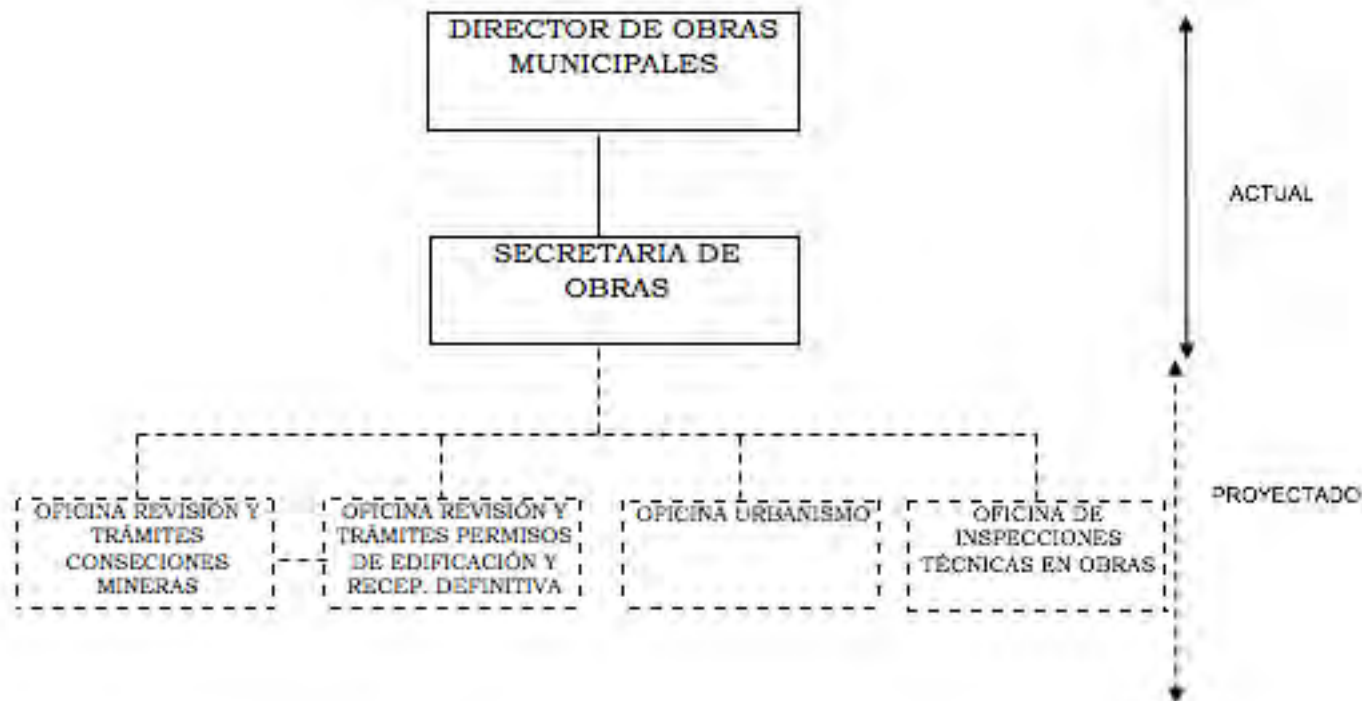 DIRECTOR DE OBRAS
MUNICIPALES
ACTUAL
SECRETARIA DE
OBRAS
PROYECTADO
OFICINA REVISIÓN Y
TRÁMITES
CONSECIONES
MINERAS
OFICINA REVISIÓN Y
TRÁMITES PERMISOS
DE EDIFICACIÓN Y
RECEP. DEFINITIVA
OFICINA URBANISMO
OFICINA DE
INSPECCIONES
TÉCNICAS EN OBRAS